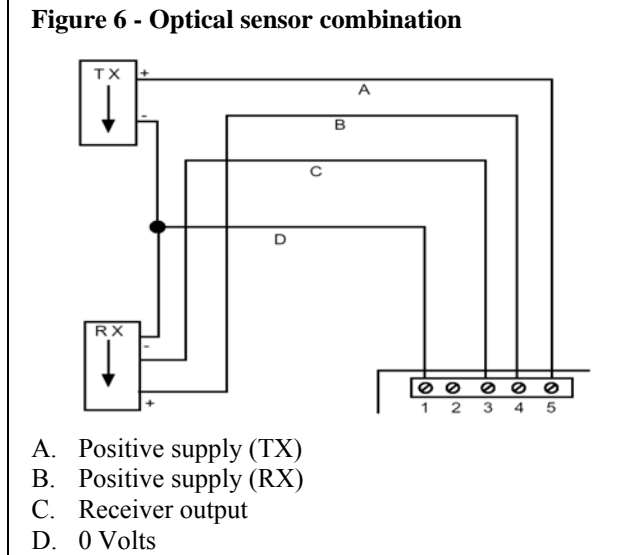 Figure 6 - Optical sensor combination
TX
+
-
A
B
C
D
RX
-
+
1 2 3 4 5
A. Positive supply (TX)
B. Positive supply (RX)
C. Receiver output
D. 0 Volts